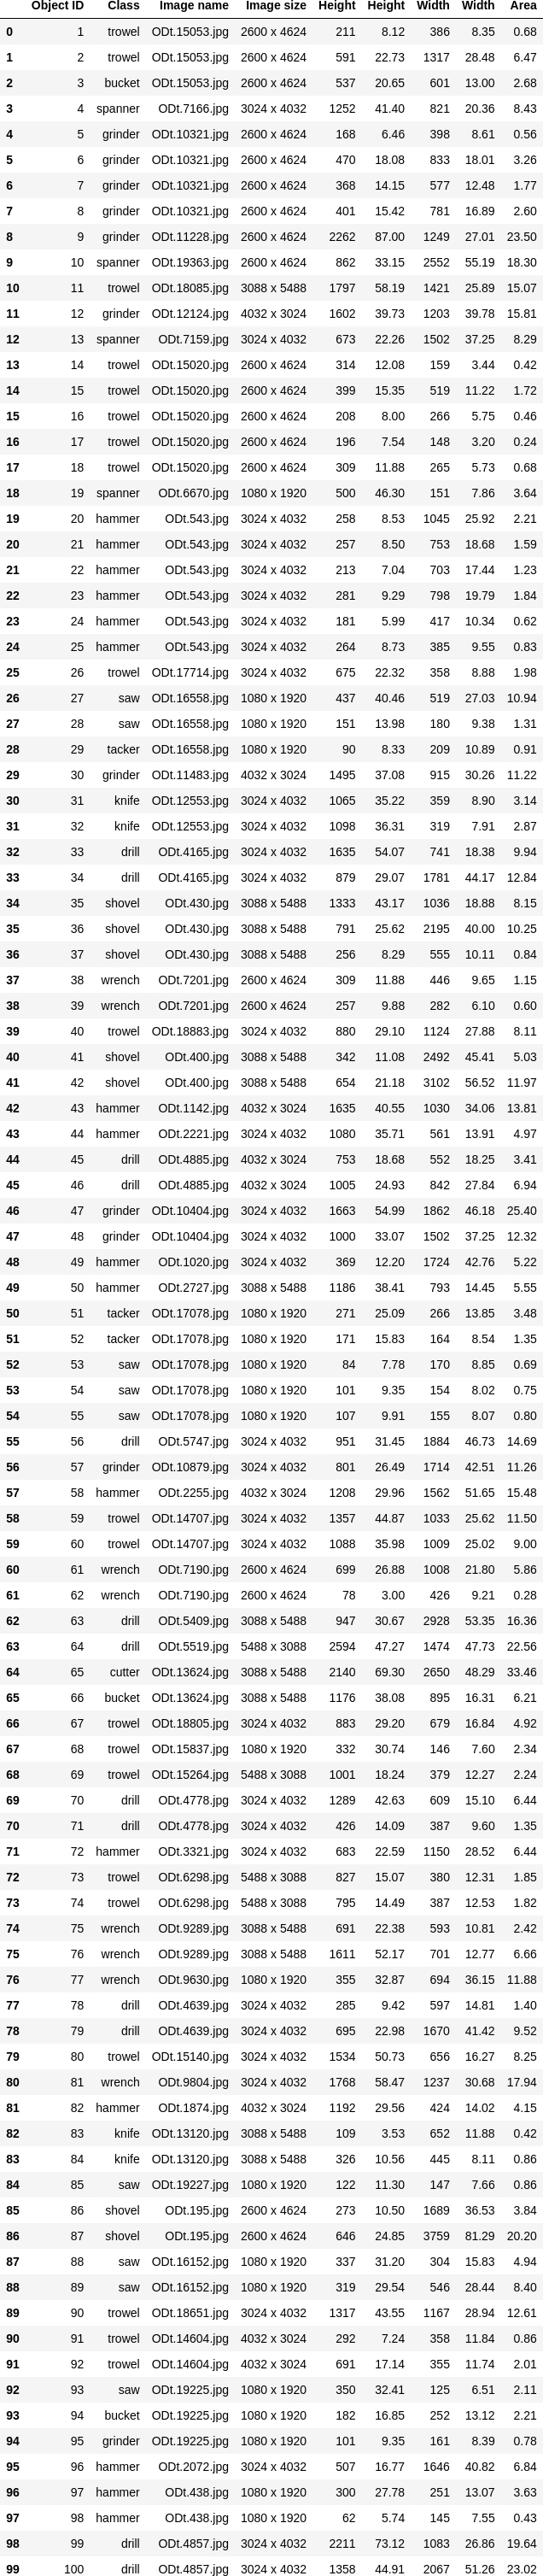 Object ID Class Image name Image size Height Height Width Width Area
0 1 trowel ODt.15053.jpg 2600 x 4624 211 8.12 386 8.35 0.68
1 2 trowel ODt.15053.jpg 2600 x 4624 591 22.73 1317 28.48 6.47
2 3 bucket ODt.15053.jpg 2600 x 4624 537 20.65 601 13.00 2.68
3 4 spanner ODt.7166.jpg 3024 x 4032 1252 41.40 821 20.36 8.43
4 5 grinder ODt.10321.jpg 2600 x 4624 168 6.46 398 8.61 0.56
5 6 grinder ODt.10321.jpg 2600 x 4624 470 18.08 833 18.01 3.26
6 7 grinder ODt.10321.jpg 2600 x 4624 368 14.15 577 12.48 1.77
7 8 grinder ODt.10321.jpg 2600 x 4624 401 15.42 781 16.89 2.60
8 9 grinder ODt.11228.jpg 2600 x 4624 2262 87.00 1249 27.01 23.50
9 10 spanner ODt.19363.jpg 2600 x 4624 862 33.15 2552 55.19 18.30
10 11 trowel ODt.18085.jpg 3088 x 5488 1797 58.19 1421 25.89 15.07
11 12 grinder ODt.12124.jpg 4032 x 3024 1602 39.73 1203 39.78 15.81
12 13 spanner ODt.7159.jpg 3024 x 4032 673 22.26 1502 37.25 8.29
13 14 trowel ODt.15020.jpg 2600 x 4624 314 12.08 159 3.44 0.42
14 15 trowel ODt.15020.jpg 2600 x 4624 399 15.35 519 11.22 1.72
15 16 trowel ODt.15020.jpg 2600 x 4624 208 8.00 266 5.75 0.46
16 17 trowel ODt.15020.jpg 2600 x 4624 196 7.54 148 3.20 0.24
17 18 trowel ODt.15020.jpg 2600 x 4624 309 11.88 265 5.73 0.68
18 19 spanner ODt.6670.jpg 1080 x 1920 500 46.30 151 7.86 3.64
19 20 hammer ODt.543.jpg 3024 x 4032 258 8.53 1045 25.92 2.21
20 21 hammer ODt.543.jpg 3024 x 4032 257 8.50 753 18.68 1.59
21 22 hammer ODt.543.jpg 3024 x 4032 213 7.04 703 17.44 1.23
22 23 hammer ODt.543.jpg 3024 x 4032 281 9.29 798 19.79 1.84
23 24 hammer ODt.543.jpg 3024 x 4032 181 5.99 417 10.34 0.62
24 25 hammer ODt.543.jpg 3024 x 4032 264 8.73 385 9.55 0.83
25 26 trowel ODt.17714.jpg 3024 x 4032 675 22.32 358 8.88 1.98
26 27 saw ODt.16558.jpg 1080 x 1920 437 40.46 519 27.03 10.94
27 28 saw ODt.16558.jpg 1080 x 1920 151 13.98 180 9.38 1.31
28 29 tacker ODt.16558.jpg 1080 x 1920 90 8.33 209 10.89 0.91
29 30 grinder ODt.11483.jpg 4032 x 3024 1495 37.08 915 30.26 11.22
30 31 knife ODt.12553.jpg 3024 x 4032 1065 35.22 359 8.90 3.14
31 32 knife ODt.12553.jpg 3024 x 4032 1098 36.31 319 7.91 2.87
32 33 drill ODt.4165.jpg 3024 x 4032 1635 54.07 741 18.38 9.94
33 34 drill ODt.4165.jpg 3024 x 4032 879 29.07 1781 44.17 12.84
34 35 shovel ODt.430.jpg 3088 x 5488 1333 43.17 1036 18.88 8.15
35 36 shovel ODt.430.jpg 3088 x 5488 791 25.62 2195 40.00 10.25
36 37 shovel ODt.430.jpg 3088 x 5488 256 8.29 555 10.11 0.84
37 38 wrench ODt.7201.jpg 2600 x 4624 309 11.88 446 9.65 1.15
38 39 wrench ODt.7201.jpg 2600 x 4624 257 9.88 282 6.10 0.60
39 40 trowel ODt.18883.jpg 3024 x 4032 880 29.10 1124 27.88 8.11
40 41 shovel ODt.400.jpg 3088 x 5488 342 11.08 2492 45.41 5.03
41 42 shovel ODt.400.jpg 3088 x 5488 654 21.18 3102 56.52 11.97
42 43 hammer ODt.1142.jpg 4032 x 3024 1635 40.55 1030 34.06 13.81
43 44 hammer ODt.2221.jpg 3024 x 4032 1080 35.71 561 13.91 4.97
44 45 drill ODt.4885.jpg 4032 x 3024 753 18.68 552 18.25 3.41
45 46 drill ODt.4885.jpg 4032 x 3024 1005 24.93 842 27.84 6.94
46 47 grinder ODt.10404.jpg 3024 x 4032 1663 54.99 1862 46.18 25.40
47 48 grinder ODt.10404.jpg 3024 x 4032 1000 33.07 1502 37.25 12.32
48 49 hammer ODt.1020.jpg 3024 x 4032 369 12.20 1724 42.76 5.22
49 50 hammer ODt.2727.jpg 3088 x 5488 1186 38.41 793 14.45 5.55
50 51 tacker ODt.17078.jpg 1080 x 1920 271 25.09 266 13.85 3.48
51 52 tacker ODt.17078.jpg 1080 x 1920 171 15.83 164 8.54 1.35
52 53 saw ODt.17078.jpg 1080 x 1920 84 7.78 170 8.85 0.69
53 54 saw ODt.17078.jpg 1080 x 1920 101 9.35 154 8.02 0.75
54 55 saw ODt.17078.jpg 1080 x 1920 107 9.91 155 8.07 0.80
55 56 drill ODt.5747.jpg 3024 x 4032 951 31.45 1884 46.73 14.69
56 57 grinder ODt.10879.jpg 3024 x 4032 801 26.49 1714 42.51 11.26
57 58 hammer ODt.2255.jpg 4032 x 3024 1208 29.96 1562 51.65 15.48
58 59 trowel ODt.14707.jpg 3024 x 4032 1357 44.87 1033 25.62 11.50
59 60 trowel ODt.14707.jpg 3024 x 4032 1088 35.98 1009 25.02 9.00
60 61 wrench ODt.7190.jpg 2600 x 4624 699 26.88 1008 21.80 5.86
61 62 wrench ODt.7190.jpg 2600 x 4624 78 3.00 426 9.21 0.28
62 63 drill ODt.5409.jpg 3088 x 5488 947 30.67 2928 53.35 16.36
63 64 drill ODt.5519.jpg 5488 x 3088 2594 47.27 1474 47.73 22.56
64 65 cutter ODt.13624.jpg 3088 x 5488 2140 69.30 2650 48.29 33.46
65 66 bucket ODt.13624.jpg 3088 x 5488 1176 38.08 895 16.31 6.21
66 67 trowel ODt.18805.jpg 3024 x 4032 883 29.20 679 16.84 4.92
67 68 trowel ODt.15837.jpg 1080 x 1920 332 30.74 146 7.60 2.34
68 69 trowel ODt.15264.jpg 5488 x 3088 1001 18.24 379 12.27 2.24
69 70 drill ODt.4778.jpg 3024 x 4032 1289 42.63 609 15.10 6.44
70 71 drill ODt.4778.jpg 3024 x 4032 426 14.09 387 9.60 1.35
71 72 hammer ODt.3321.jpg 3024 x 4032 683 22.59 1150 28.52 6.44
72 73 trowel ODt.6298.jpg 5488 x 3088 827 15.07 380 12.31 1.85
73 74 trowel ODt.6298.jpg 5488 x 3088 795 14.49 387 12.53 1.82
74 75 wrench ODt.9289.jpg 3088 x 5488 691 22.38 593 10.81 2.42
75 76 wrench ODt.9289.jpg 3088 x 5488 1611 52.17 701 12.77 6.66
76 77 wrench ODt.9630.jpg 1080 x 1920 355 32.87 694 36.15 11.88
77 78 drill ODt.4639.jpg 3024 x 4032 285 9.42 597 14.81 1.40
78 79 drill ODt.4639.jpg 3024 x 4032 695 22.98 1670 41.42 9.52
79 80 trowel ODt.15140.jpg 3024 x 4032 1534 50.73 656 16.27 8.25
80 81 wrench ODt.9804.jpg 3024 x 4032 1768 58.47 1237 30.68 17.94
81 82 hammer ODt.1874.jpg 4032 x 3024 1192 29.56 424 14.02 4.15
82 83 knife ODt.13120.jpg 3088 x 5488 109 3.53 652 11.88 0.42
83 84 knife ODt.13120.jpg 3088 x 5488 326 10.56 445 8.11 0.86
84 85 saw ODt.19227.jpg 1080 x 1920 122 11.30 147 7.66 0.86
85 86 shovel ODt.195.jpg 2600 x 4624 273 10.50 1689 36.53 3.84
86 87 shovel ODt.195.jpg 2600 x 4624 646 24.85 3759 81.29 20.20
87 88 saw ODt.16152.jpg 1080 x 1920 337 31.20 304 15.83 4.94
88 89 saw ODt.16152.jpg 1080 x 1920 319 29.54 546 28.44 8.40
89 90 trowel ODt.18651.jpg 3024 x 4032 1317 43.55 1167 28.94 12.61
90 91 trowel ODt.14604.jpg 4032 x 3024 292 7.24 358 11.84 0.86
91 92 trowel ODt.14604.jpg 4032 x 3024 691 17.14 355 11.74 2.01
92 93 saw ODt.19225.jpg 1080 x 1920 350 32.41 125 6.51 2.11
93 94 bucket ODt.19225.jpg 1080 x 1920 182 16.85 252 13.12 2.21
94 95 grinder ODt.19225.jpg 1080 x 1920 101 9.35 161 8.39 0.78
95 96 hammer ODt.2072.jpg 3024 x 4032 507 16.77 1646 40.82 6.84
96 97 hammer ODt.438.jpg 1080 x 1920 300 27.78 251 13.07 3.63
97 98 hammer ODt.438.jpg 1080 x 1920 62 5.74 145 7.55 0.43
98 99 drill ODt.4857.jpg 3024 x 4032 2211 73.12 1083 26.86 19.64
99 100 drill ODt.4857.jpg 3024 x 4032 1358 44.91 2067 51.26 23.02